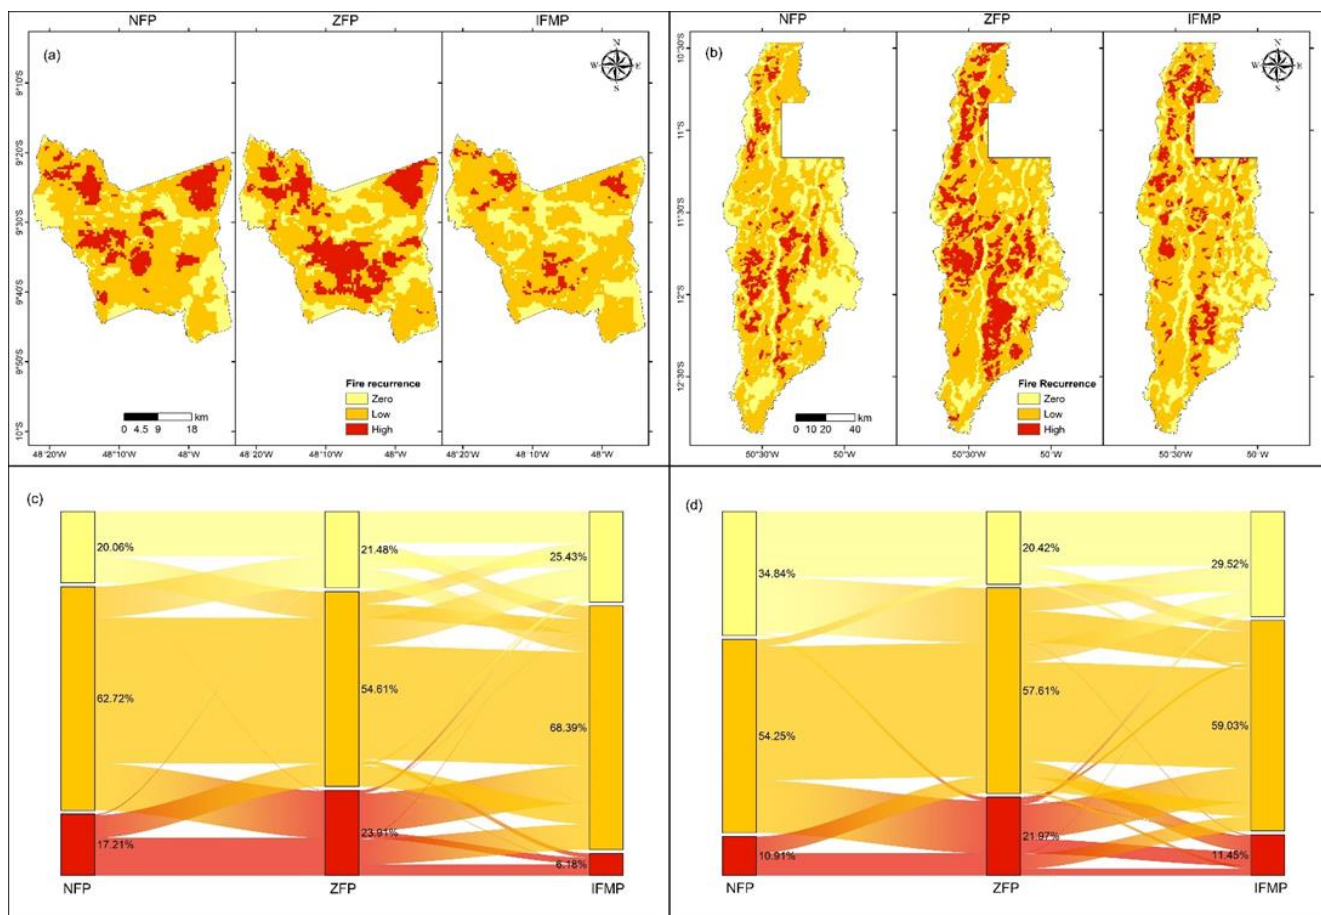 NFP
ZFP
IFMP
(a)
N
W
E
S
9°10'S
9°20'S
9°30'S
9°40'S
9°50'S
10°S
Fire recurrence
Zero
Low
High
km
0 4.5 9 18
48°20'W
48°10'W
48°W
48°20'W
48°10'W
48°W
48°20'W
48°10'W
48°W
NFP
ZFP
IFMP
(b)
N
W
E
S
10°30'S
11°S
11°30'S
12°S
12°30'S
Fire Recurrence
Zero
Low
High
km
0 10 20 40
50°30'W
50°W
50°30'W
50°W
50°30'W
50°W
(c)
20.06%
21.48%
25.43%
62.72%
54.61%
68.39%
17.21%
23.91%
6.18%
NFP
ZFP
IFMP
(d)
34.84%
20.42%
29.52%
54.25%
57.61%
59.03%
10.91%
21.97%
11.45%
NFP
ZFP
IFMP